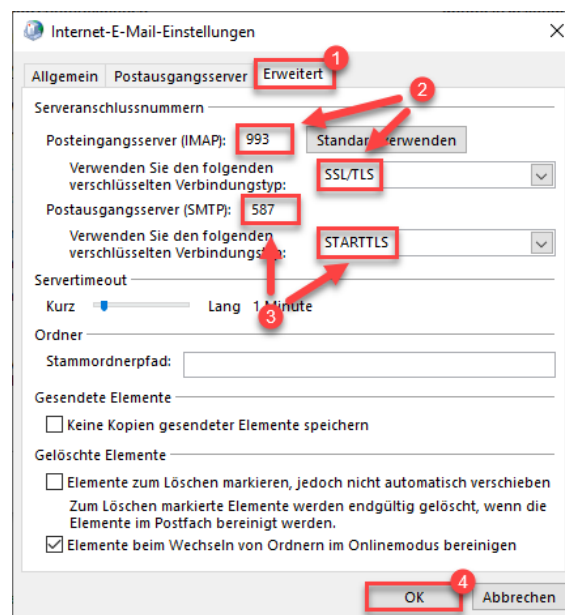 Internet-E-Mail-Einstellungen
1
Allgemein Postausgangsserver Erweitert
2
Serveranschlussnummern
Posteingangsserver (IMAP): 993 Standardverwenden
Verwenden Sie den folgenden
verschlüsselten Verbindungstyp: SSL/TLS
Postausgangsserver (SMTP): 587
Verwenden Sie den folgenden
verschlüsselten Verbindungstyp: STARTTLS
Servertimeout
Kurz Lang 1 Minute
3
Ordner
Stammordnerpfad:
Gesendete Elemente
Keine Kopien gesendeter Elemente speichern
Gelöschte Elemente
Elemente zum Löschen markieren, jedoch nicht automatisch verschieben
Zum Löschen markierte Elemente werden endgültig gelöscht, wenn die
Elemente im Postfach bereinigt werden.
Elemente beim Wechseln von Ordnern im Onlinemodus bereinigen
4
OK Abbrechen